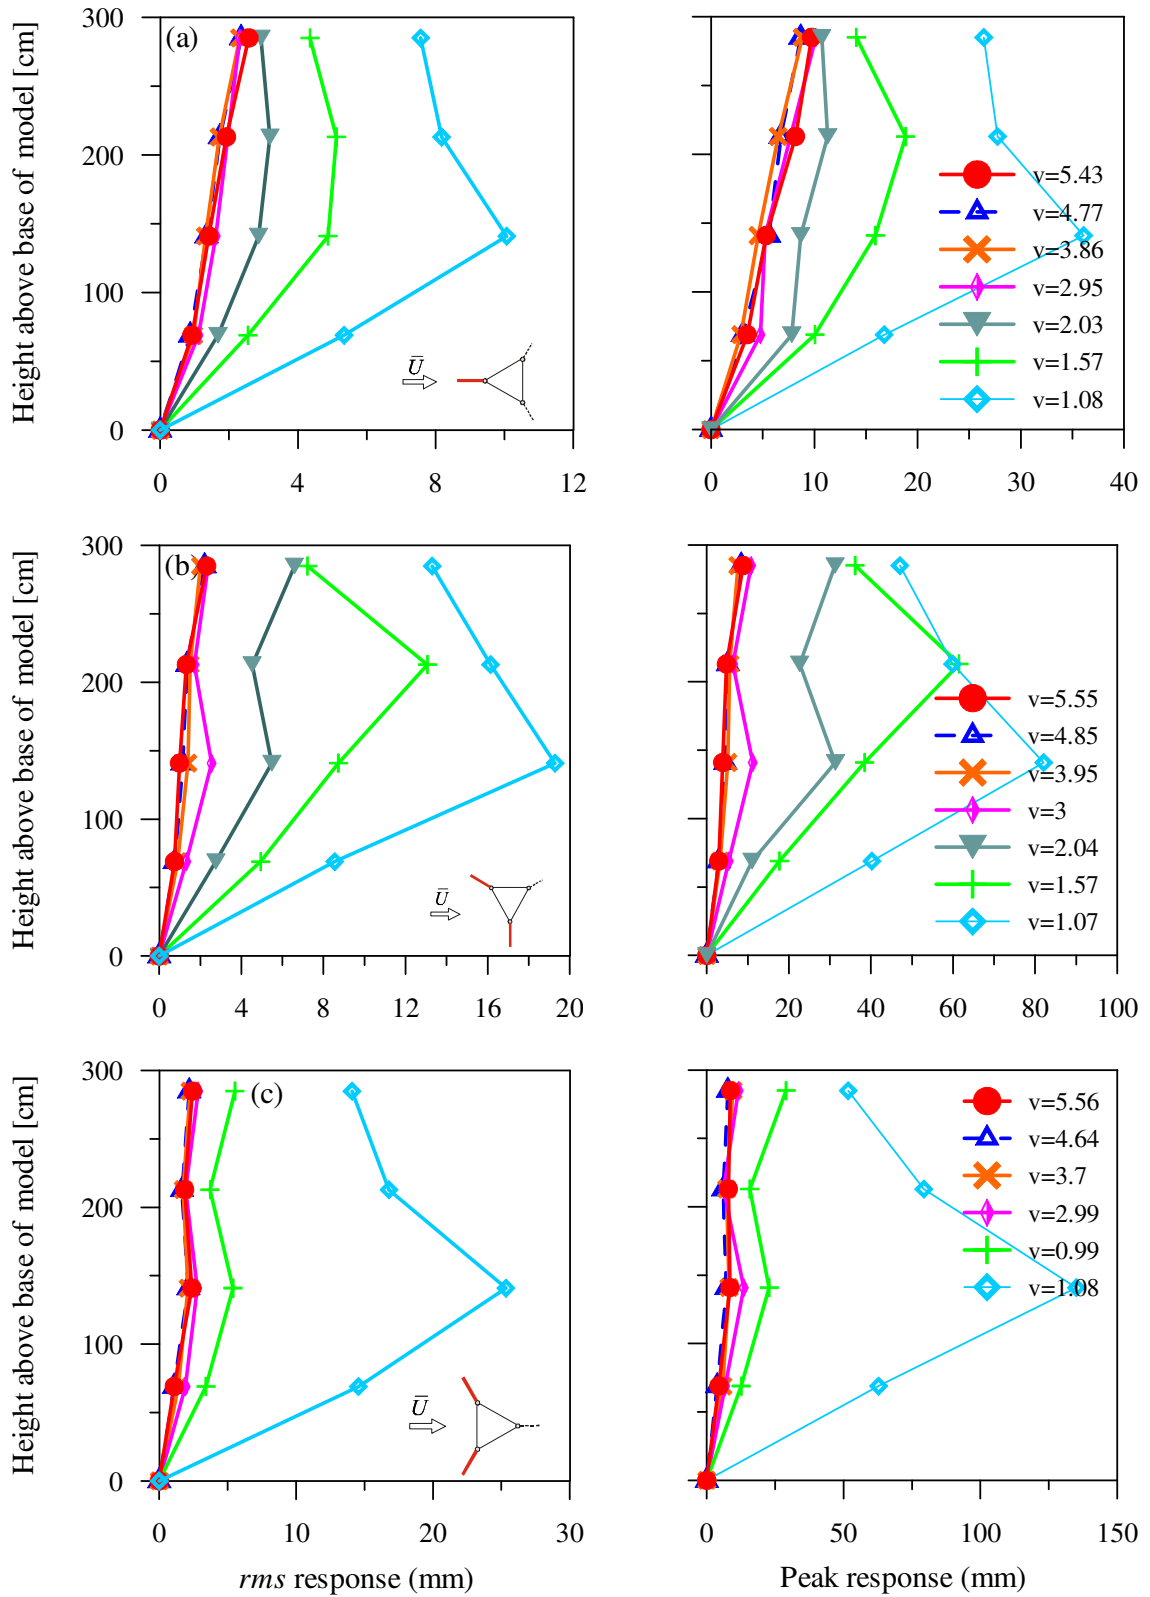 Height above base of model [cm]
300
200
100
0
(a)
U̅
0 4 8 12
0 10 20 30 40
v=5.43
v=4.77
v=3.86
v=2.95
v=2.03
v=1.57
v=1.08
Height above base of model [cm]
300
200
100
0
(b)
U̅
0 4 8 12 16 20
0 20 40 60 80 100
v=5.55
v=4.85
v=3.95
v=3
v=2.04
v=1.57
v=1.07
Height above base of model [cm]
300
200
100
0
(c)
U̅
0 10 20 30
0 50 100 150
v=5.56
v=4.64
v=3.7
v=2.99
v=0.99
v=1.08
rms response (mm)
Peak response (mm)